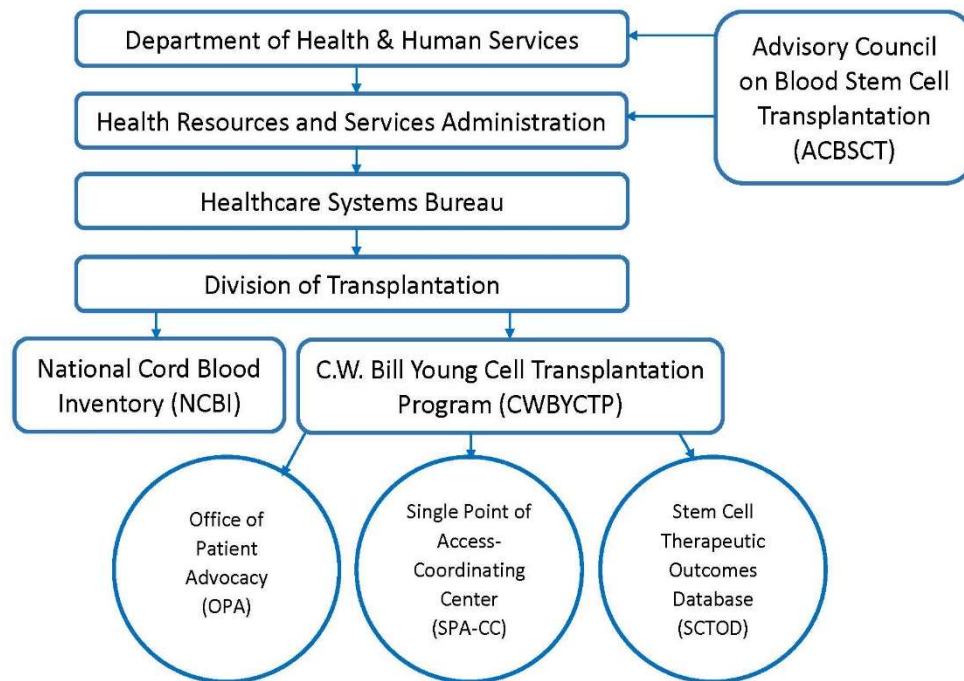 Department of Health & Human Services
Advisory Council
on Blood Stem Cell
Transplantation
(ACBSCT)
Health Resources and Services Administration
Healthcare Systems Bureau
Division of Transplantation
National Cord Blood
Inventory (NCBI)
C.W. Bill Young Cell Transplantation
Program (CWBYCTP)
Office of
Patient
Advocacy
(OPA)
Single Point of
Access-
Coordinating
Center
(SPA-CC)
Stem Cell
Therapeutic
Outcomes
Database
(SCTOD)